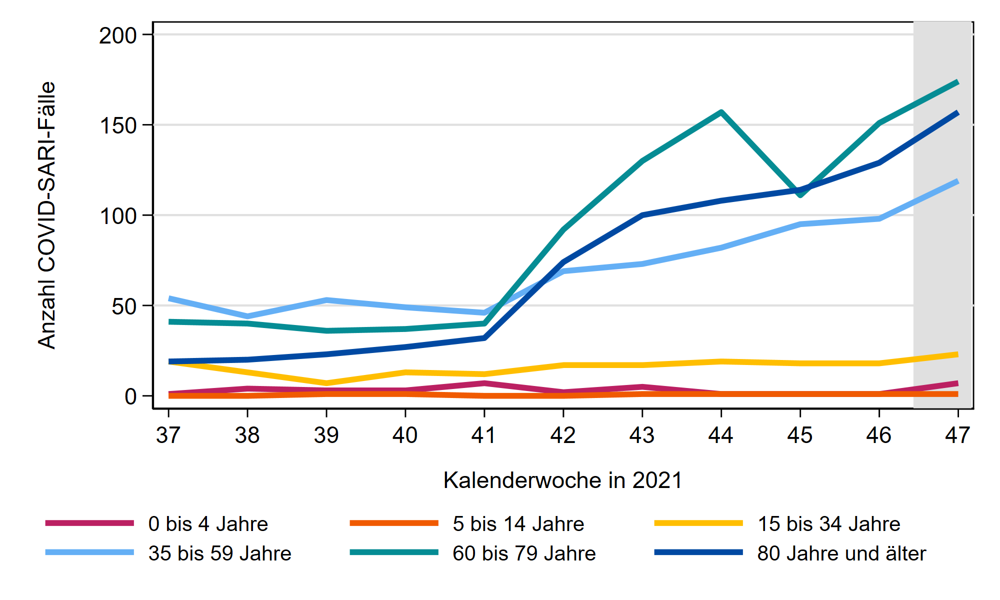 Anzahl COVID-SARI-Fälle
200
150
100
50
0
37 38 39 40 41 42 43 44 45 46 47
Kalenderwoche in 2021
0 bis 4 Jahre 5 bis 14 Jahre 15 bis 34 Jahre
35 bis 59 Jahre 60 bis 79 Jahre 80 Jahre und älter